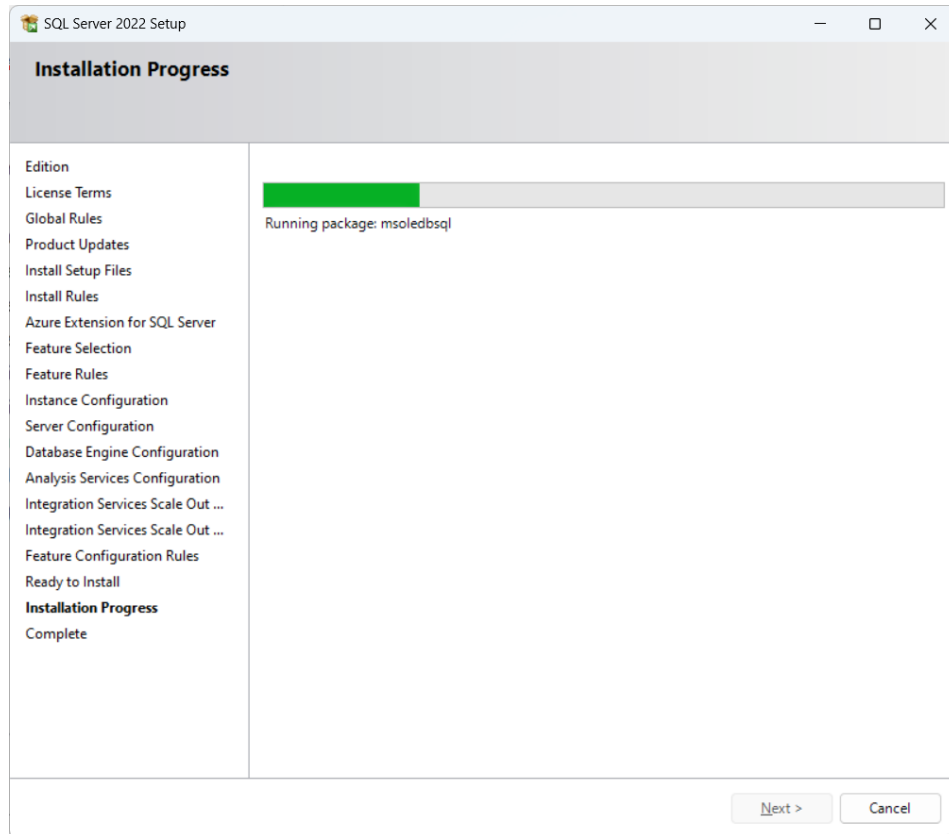 SQL Server 2022 Setup
Installation Progress
Edition
License Terms
Global Rules
Product Updates
Install Setup Files
Install Rules
Azure Extension for SQL Server
Feature Selection
Feature Rules
Instance Configuration
Server Configuration
Database Engine Configuration
Analysis Services Configuration
Integration Services Scale Out ...
Integration Services Scale Out ...
Feature Configuration Rules
Ready to Install
Installation Progress
Complete
Running package: msoledbsql
Next >
Cancel